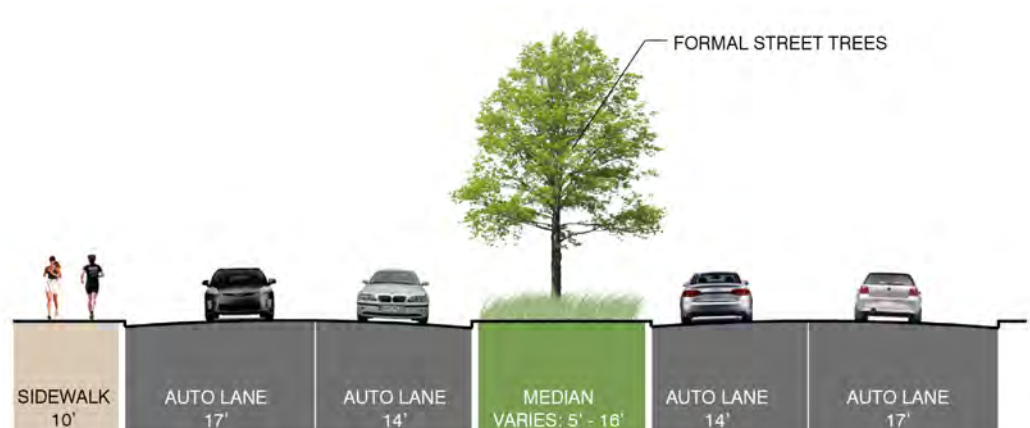 FORMAL STREET TREES
SIDEWALK
10'
AUTO LANE
17'
AUTO LANE
14'
MEDIAN
VARIES: 5' - 16'
AUTO LANE
14'
AUTO LANE
17'